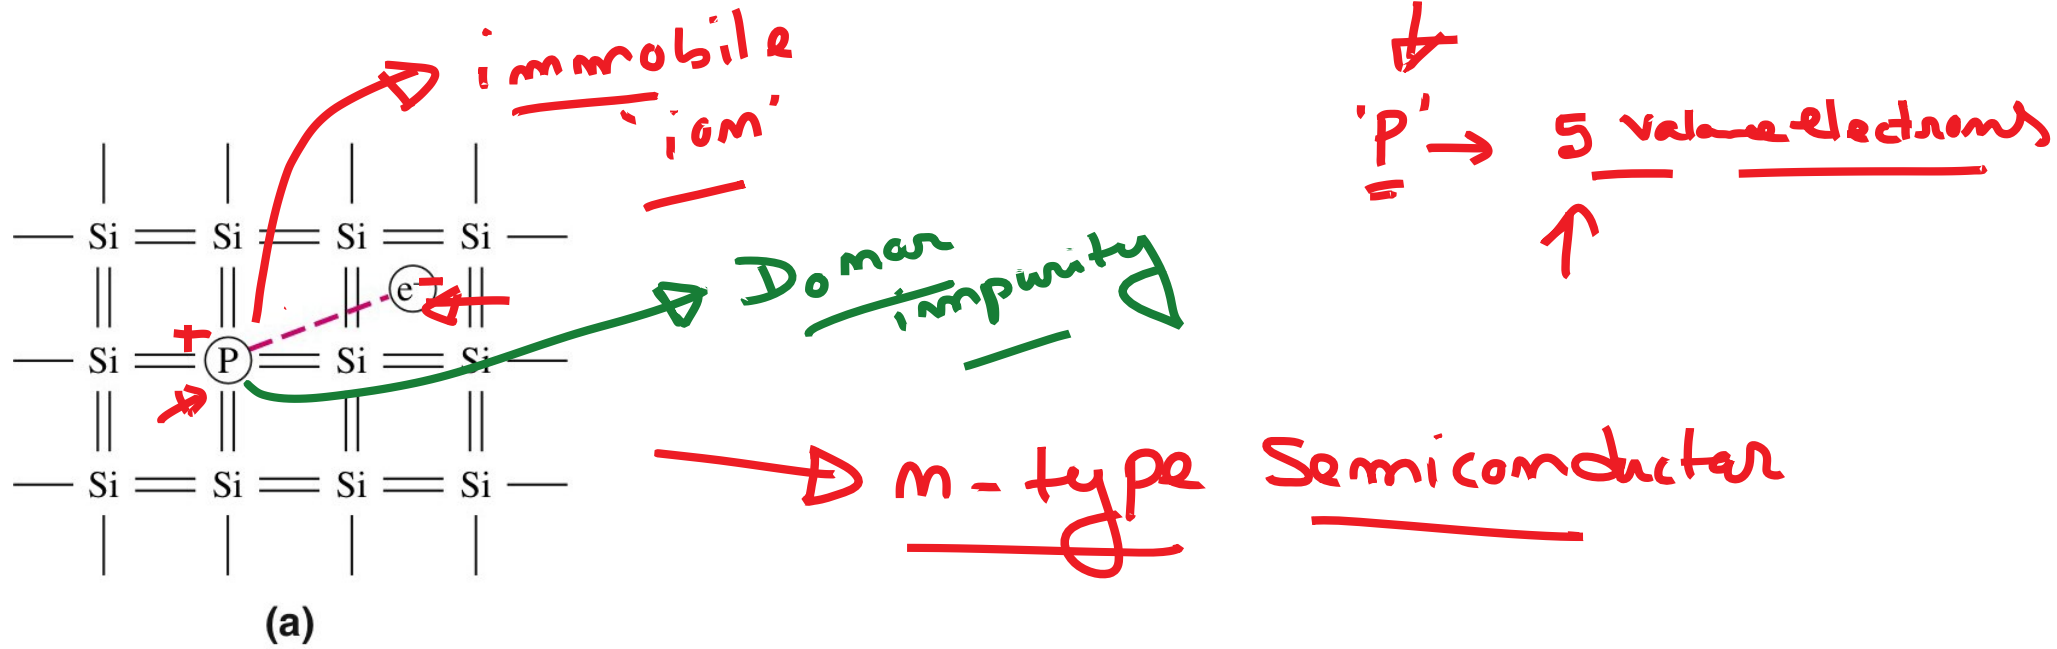 immobile
'ion'
'P' → 5 valance electrons
Si Si Si Si
e⁻
Donar
impurity
+
Si P Si Si
n-type Semiconductor
Si Si Si Si
(a)